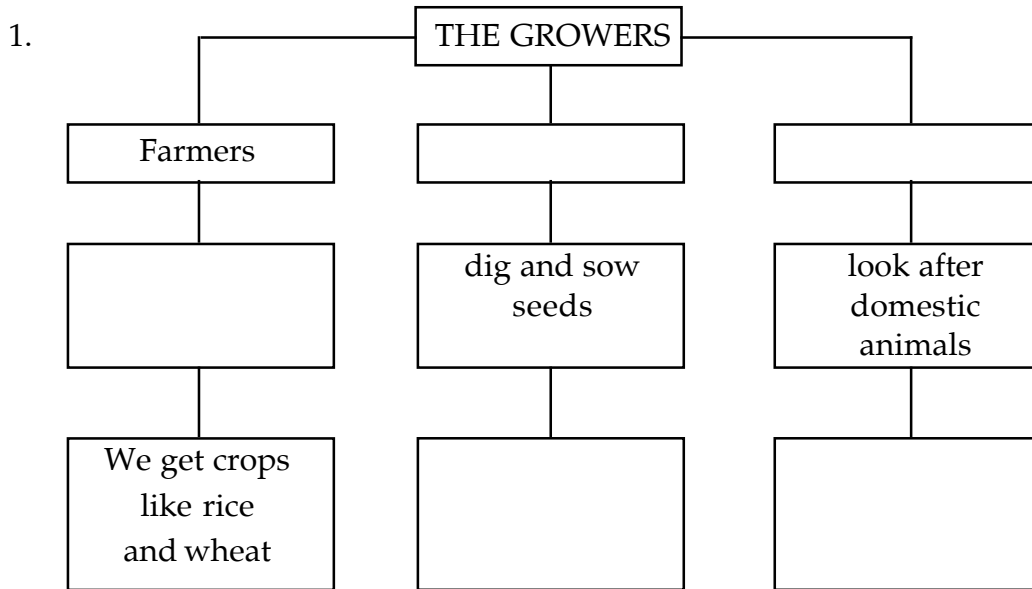 1.
THE GROWERS
Farmers
dig and sow
seeds
look after
domestic
animals
We get crops
like rice
and wheat